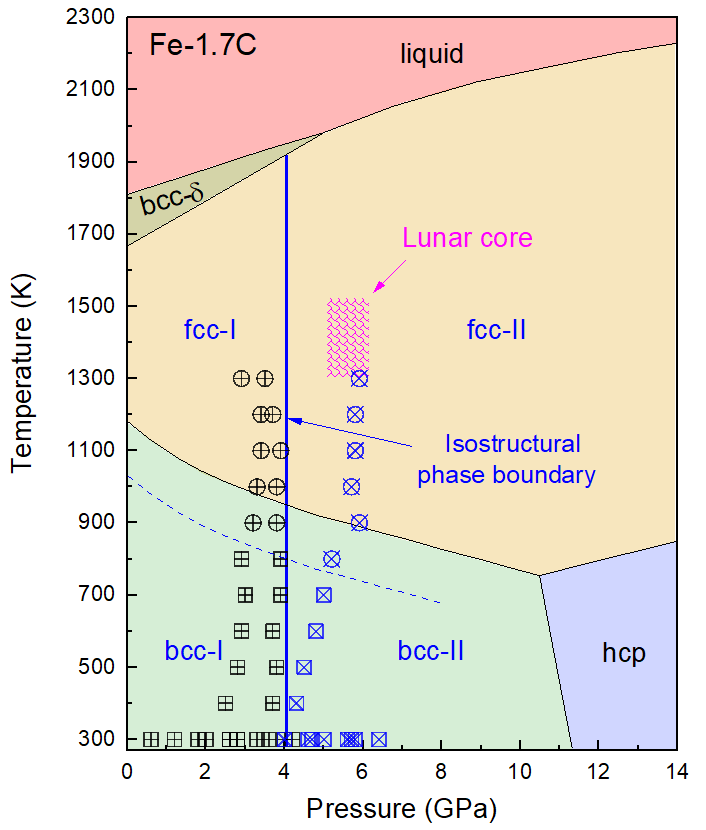 2300
2100
1900
1700
1500
1300
1100
900
700
500
300
0
2
4
6
8
10
12
14
Temperature (K)
Pressure (GPa)
Fe-1.7C
liquid
bcc-δ
Lunar core
fcc-I
fcc-II
Isostructural
phase boundary
bcc-I
bcc-II
hcp